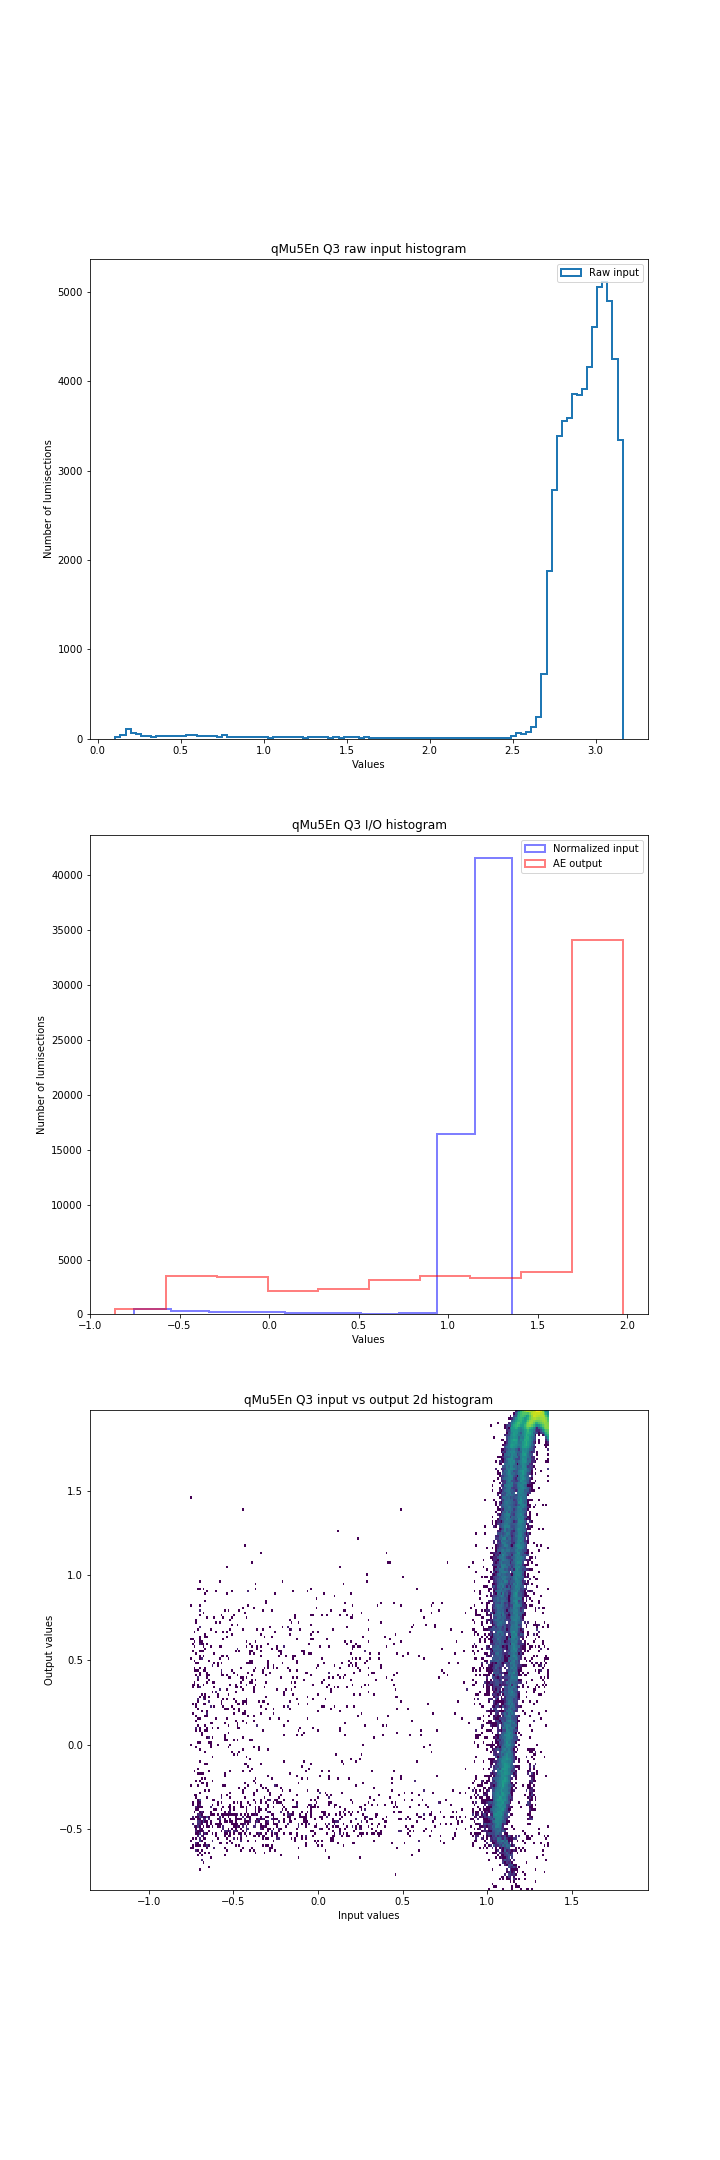 qMu5En Q3 raw input histogram
Raw input
5000
4000
3000
2000
1000
0
Number of lumisections
0.0 0.5 1.0 1.5 2.0 2.5 3.0
Values
qMu5En Q3 I/O histogram
Normalized input
AE output
40000
35000
30000
25000
20000
15000
10000
5000
0
Number of lumisections
−1.0 −0.5 0.0 0.5 1.0 1.5 2.0
Values
qMu5En Q3 input vs output 2d histogram
1.5
1.0
0.5
0.0
−0.5
Output values
−1.0 −0.5 0.0 0.5 1.0 1.5
Input values